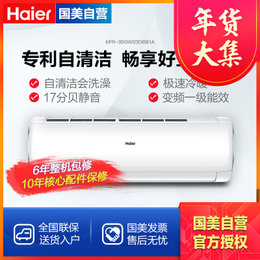 Haier
国美自营
年货
大集
KFR-35GW/03DIB81A
专利自清洁 畅享好
自清洁会洗澡
极速冷暖
17分贝静音
变频一级能效
Haier
6年整机包修
10年核心配件保修
全国联保
送货入户
国美发票
售后无忧
国美自营
官方授权